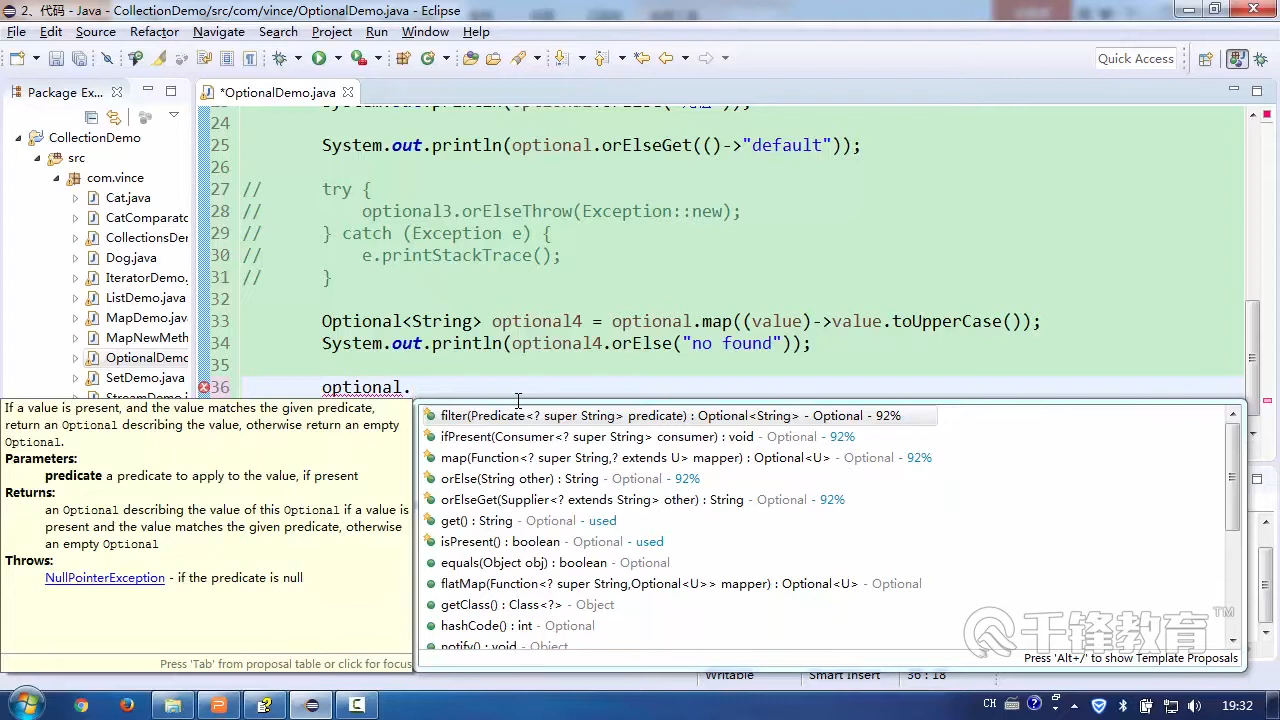 2、代码 - Java - CollectionDemo/src/com/vince/OptionalDemo.java - Eclipse
File Edit Source Refactor Navigate Search Project Run Window Help
Quick Access
Package Ex...
*OptionalDemo.java
CollectionDemo
src
com.vince
Cat.java
CatComparato
CollectionsDer
Dog.java
IteratorDemo.
ListDemo.java
MapDemo.java
MapNewMeth
OptionalDemo
SetDemo.java
24
25 System.out.println(optional.orElseGet(()->"default"));
26
27 // try {
28 // optional3.orElseThrow(Exception::new);
29 // } catch (Exception e) {
30 // e.printStackTrace();
31 // }
32
33 Optional<String> optional4 = optional.map((value)->value.toUpperCase());
34 System.out.println(optional4.orElse("no found"));
35
36 optional.
If a value is present, and the value matches the given predicate,
return an Optional describing the value, otherwise return an empty
Optional.
Parameters:
predicate a predicate to apply to the value, if present
Returns:
an Optional describing the value of this Optional if a value is
present and the value matches the given predicate, otherwise
an empty Optional
Throws:
NullPointerException - if the predicate is null
Press 'Tab' from proposal table or click for focus
filter(Predicate<? super String> predicate) : Optional<String> - Optional - 92%
ifPresent(Consumer<? super String> consumer) : void - Optional - 92%
map(Function<? super String,? extends U> mapper) : Optional<U> - Optional - 92%
orElse(String other) : String - Optional - 92%
orElseGet(Supplier<? extends String> other) : String - Optional - 92%
get() : String - Optional - used
isPresent() : boolean - Optional - used
equals(Object obj) : boolean - Optional
flatMap(Function<? super String,Optional<U>> mapper) : Optional<U> - Optional
getClass() : Class<?> - Object
hashCode() : int - Optional
notify() : void - Object
千锋教育™
Press 'Alt+/' to show Template Proposals
Writable Smart Insert 36 : 18
CH 19:32